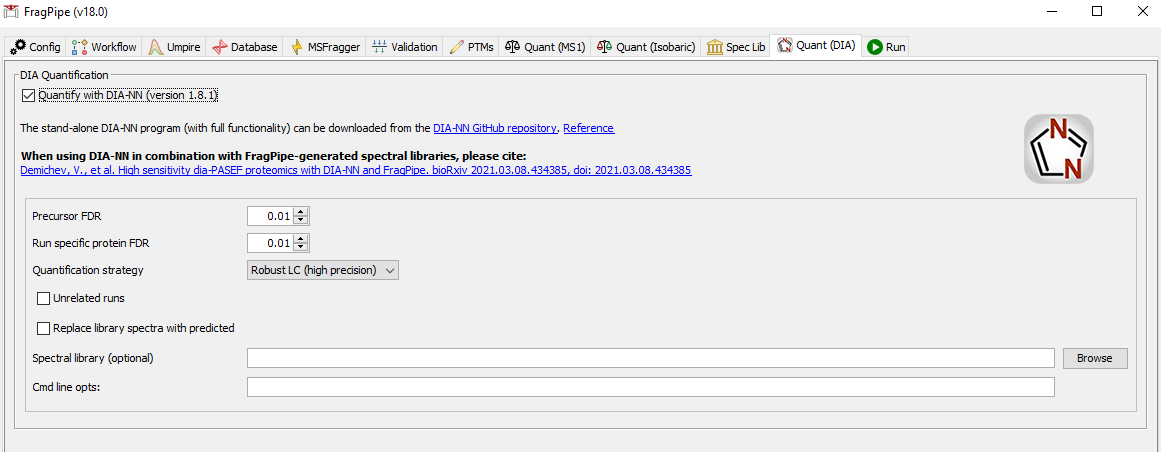 FragPipe (v18.0)
Config Workflow Umpire Database MSFragger Validation PTMs Quant (MS1) Quant (Isobaric) Spec Lib Quant (DIA) Run
DIA Quantification
Quantify with DIA-NN (version 1.8.1)
The stand-alone DIA-NN program (with full functionality) can be downloaded from the DIA-NN GitHub repository. Reference
When using DIA-NN in combination with FragPipe-generated spectral libraries, please cite:
Demichev, V., et al. High sensitivity dia-PASEF proteomics with DIA-NN and FragPipe. bioRxiv 2021.03.08.434385, doi: 2021.03.08.434385
N
N
Precursor FDR 0.01
Run specific protein FDR 0.01
Quantification strategy Robust LC (high precision)
Unrelated runs
Replace library spectra with predicted
Spectral library (optional) Browse
Cmd line opts: